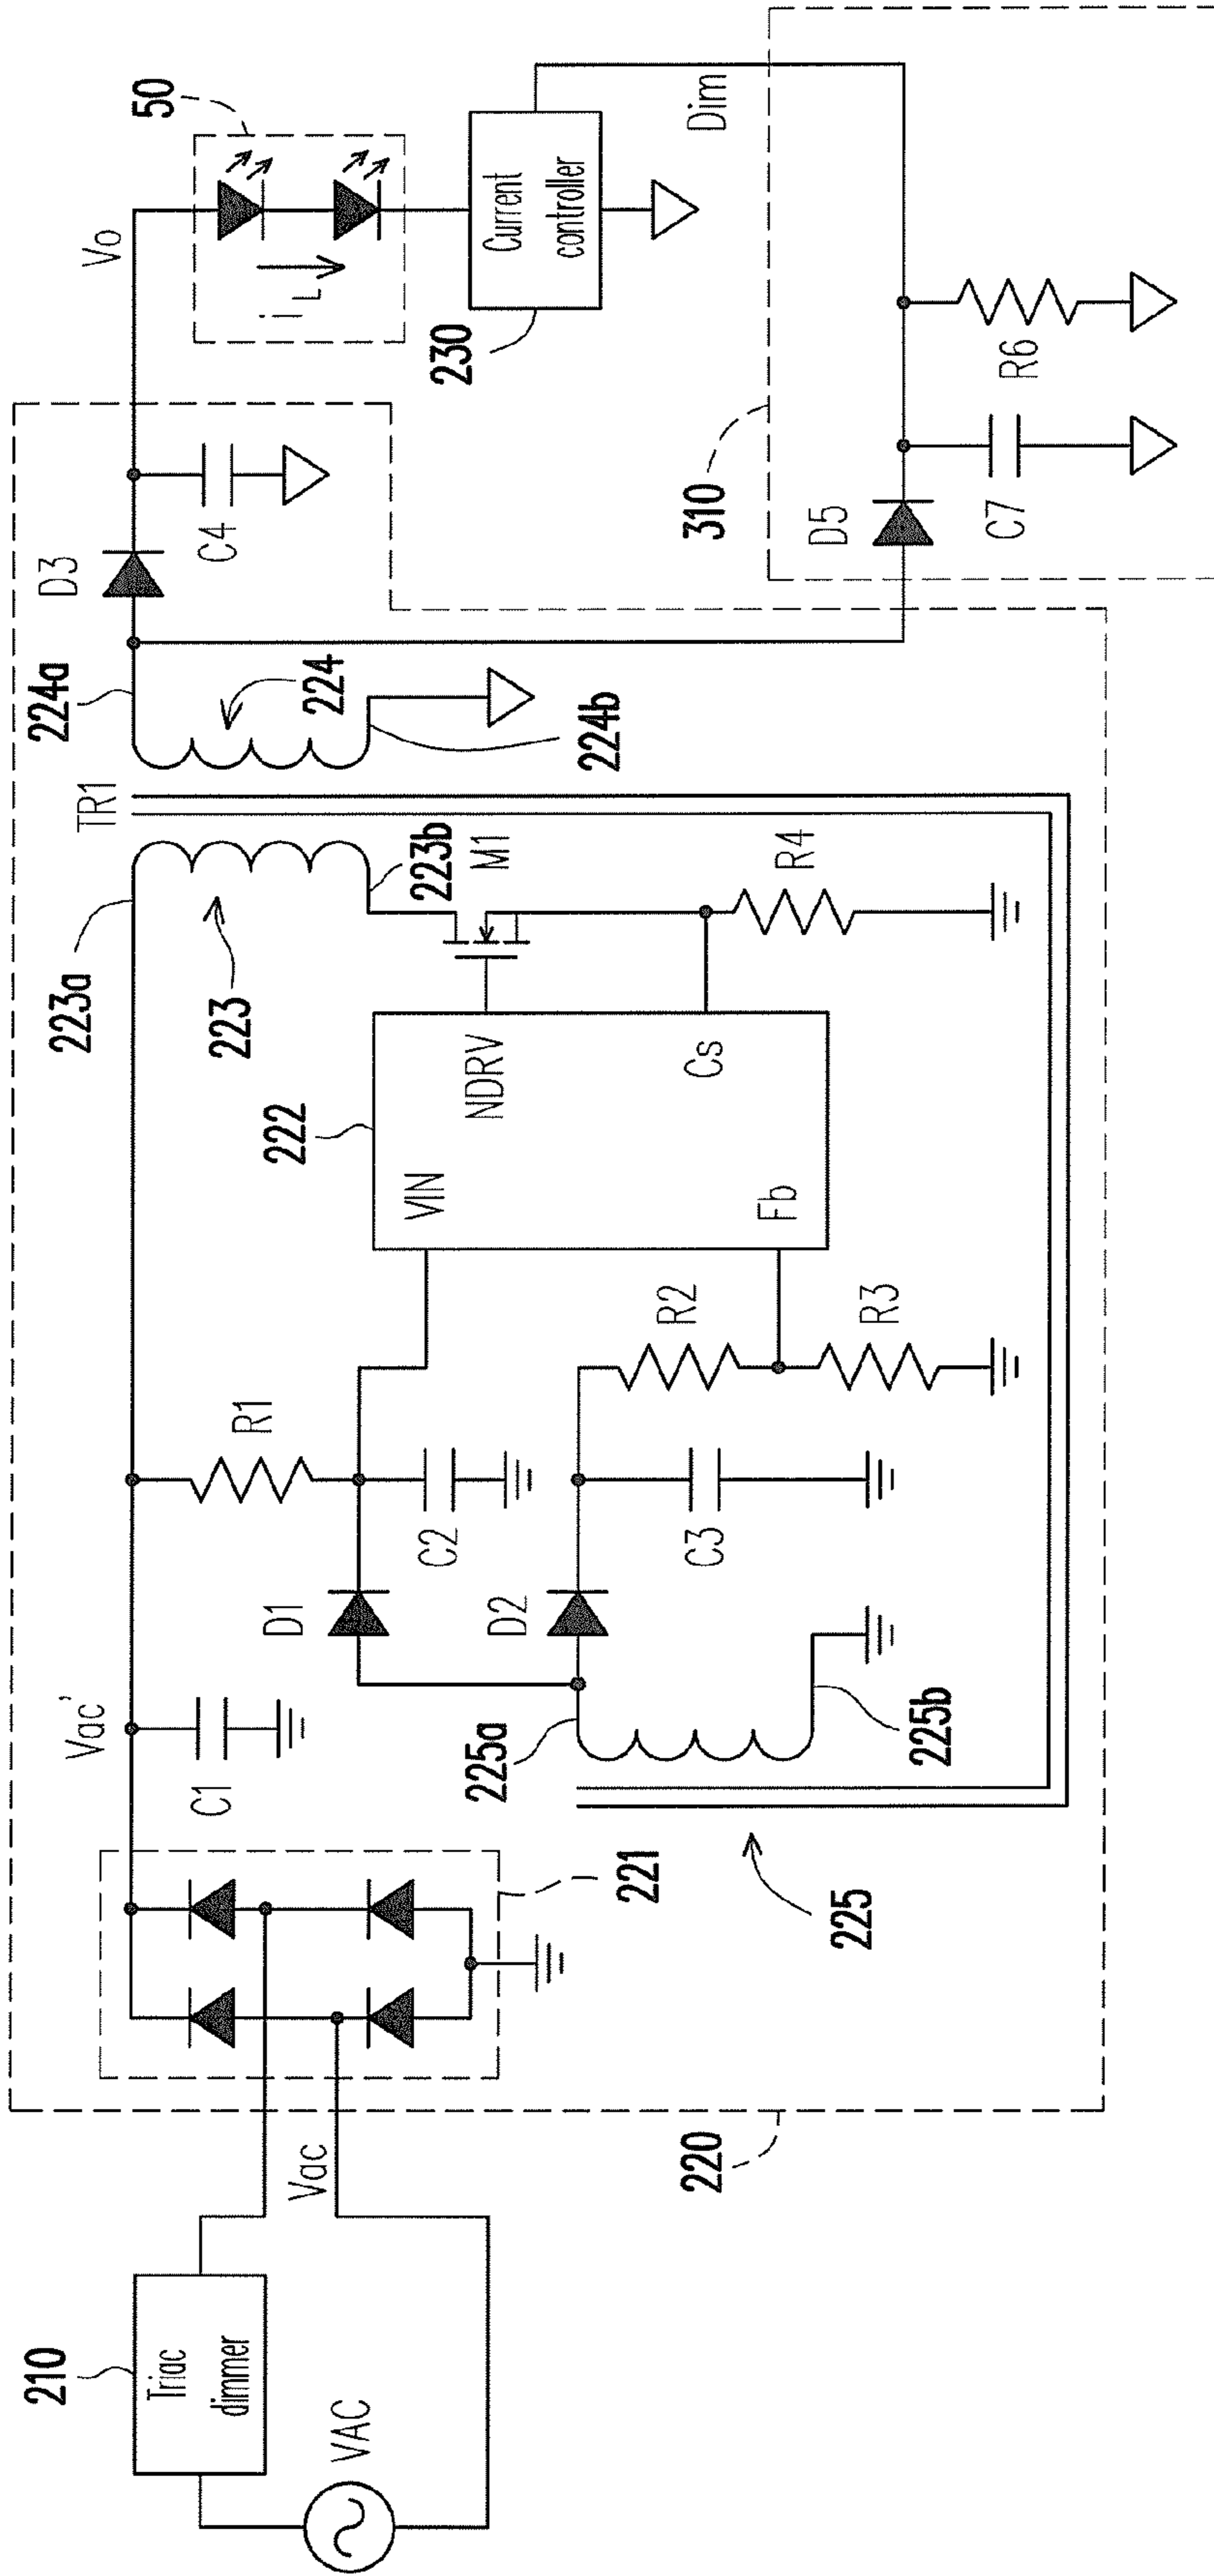 210
Triac
dimmer
VAC
Vac
220
221
Vac'
C1
225
225a
225b
D1
D2
R1
C2
C3
R2
R3
222
VIN
NDRV
Fb
Cs
223a
223
223b
M1
R4
TR1
224a
224
224b
D3
C4
Vo
50
iL
Current
controller
230
Dim
310
D5
C7
R6